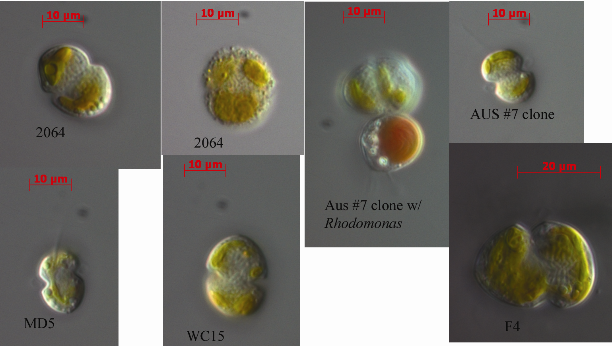 10 µm
2064
10 µm
2064
10 µm
Aus #7 clone w/
Rhodomonas
10 µm
AUS #7 clone
10 µm
MD5
10 µm
WC15
20 µm
F4